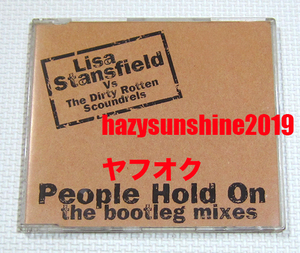 Lisa
Stansfield
Vs
The Dirty Rotten
Scoundrels
hazysunshine2019
ヤフオク
People Hold On
the bootleg mixes